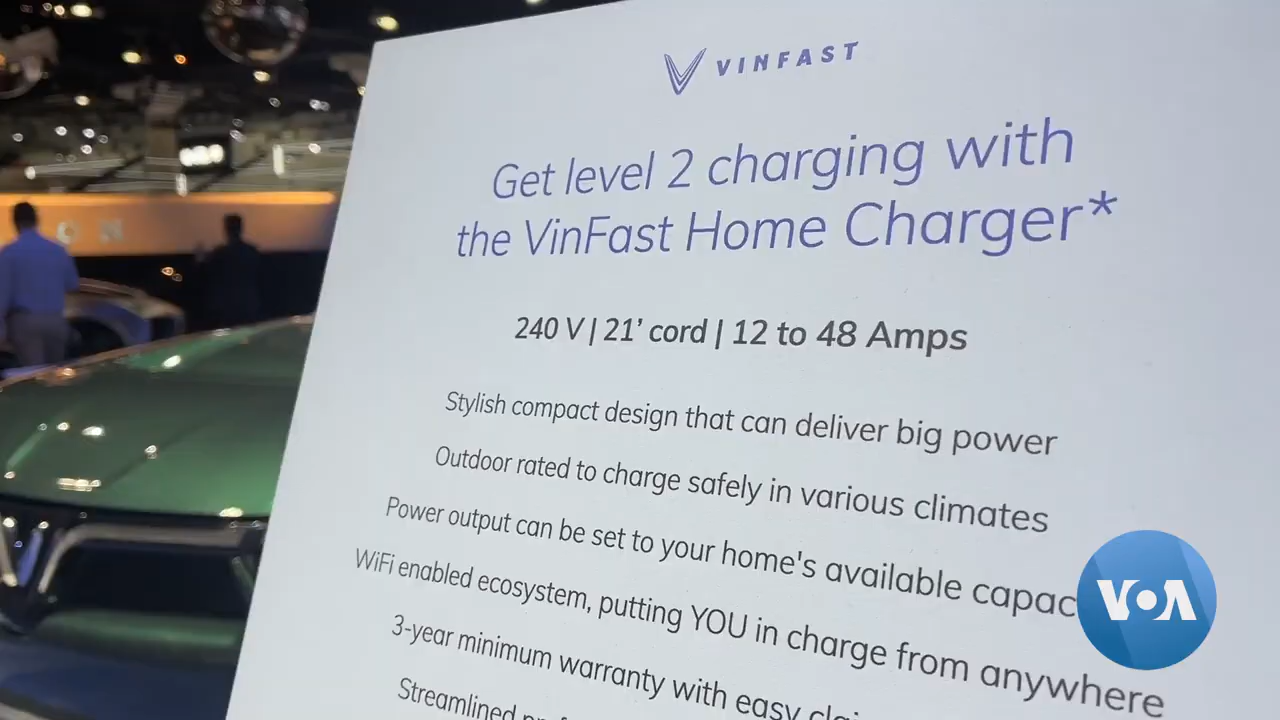 VINFAST
Get level 2 charging with
the VinFast Home Charger*
240 V | 21' cord | 12 to 48 Amps
Stylish compact design that can deliver big power
Outdoor rated to charge safely in various climates
Power output can be set to your home's available capac
WiFi enabled ecosystem, putting YOU in charge from anywhere
3-year minimum warranty with easy
Streamlined
VOA